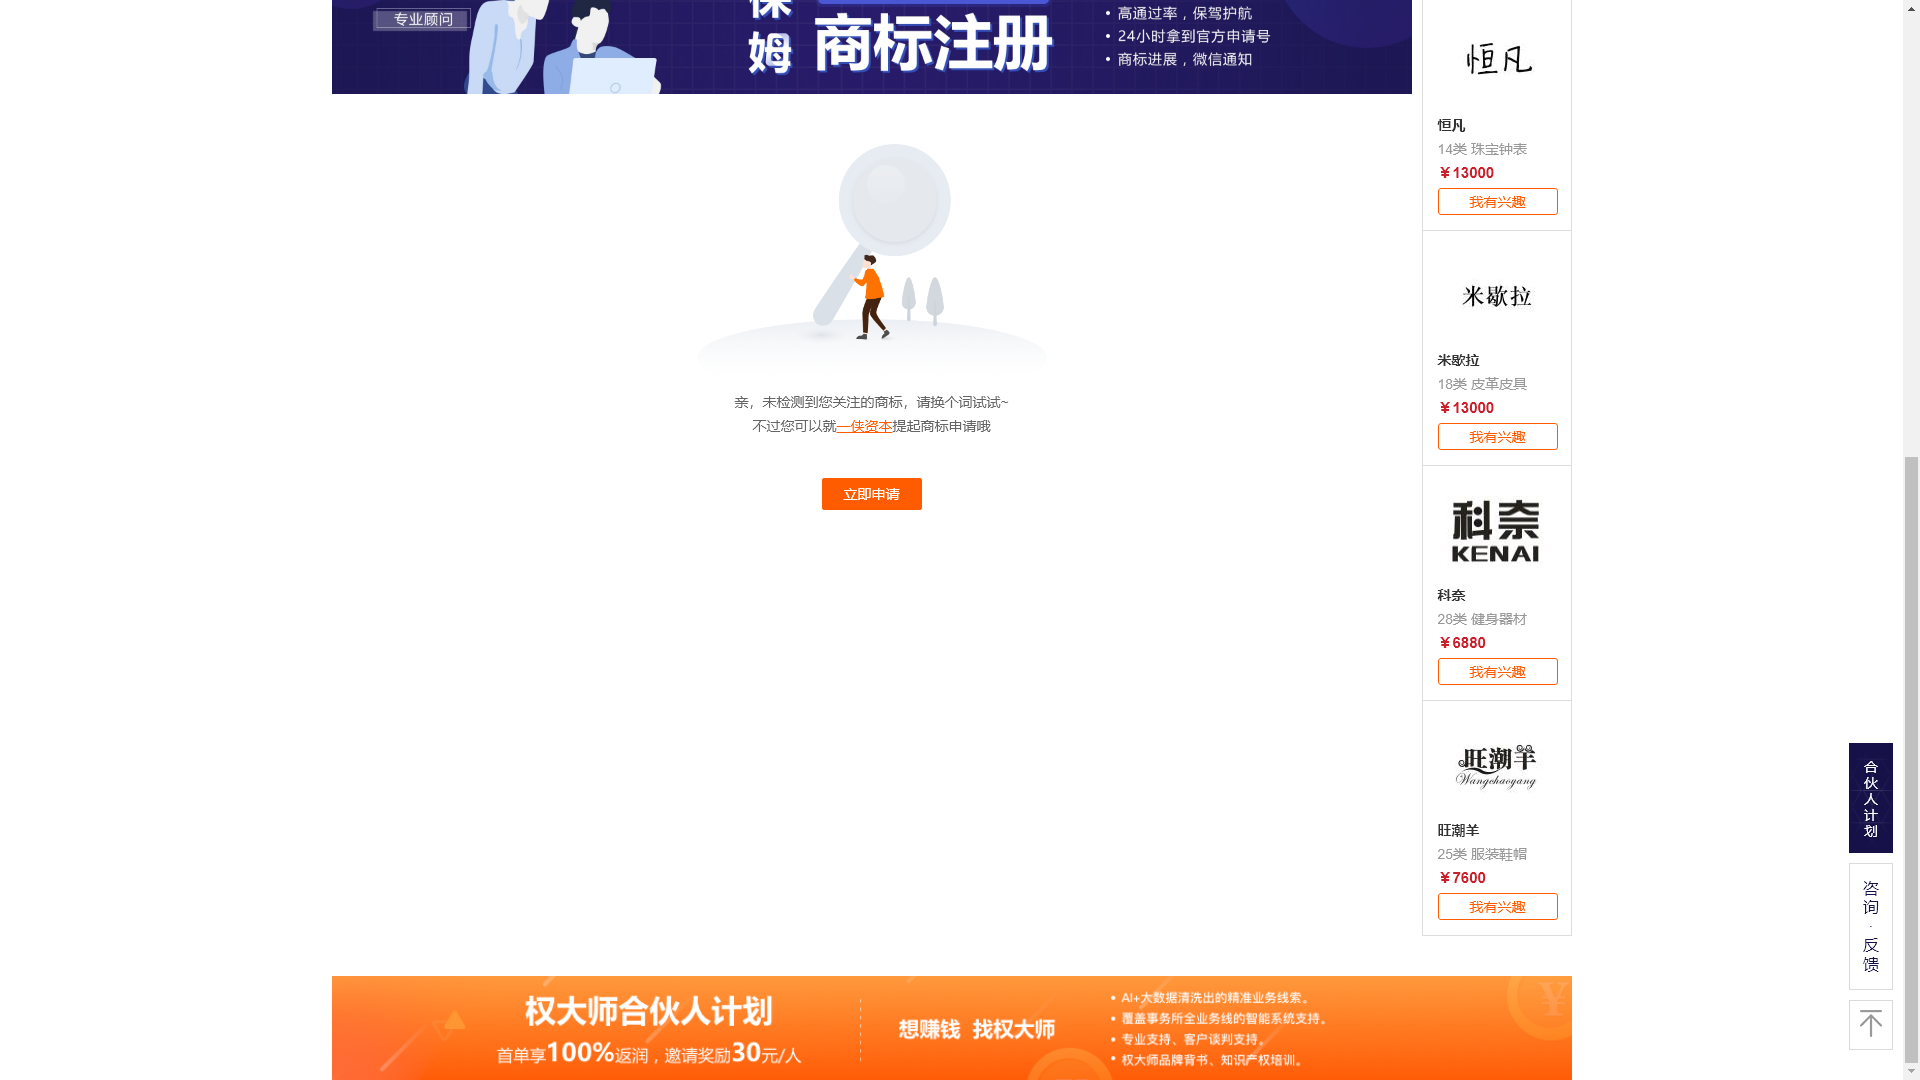 专业顾问
保姆
商标注册
• 高通过率，保驾护航
• 24小时拿到官方申请号
• 商标进展，微信通知
亲，未检测到您关注的商标，请换个词试试~
不过您可以就一侠资本提起商标申请哦
立即申请
恒凡
恒凡
14类 珠宝钟表
￥13000
我有兴趣
米歇拉
米歇拉
18类 皮革皮具
￥13000
我有兴趣
科奈
KENAI
科奈
28类 健身器材
￥6880
我有兴趣
旺潮羊
Wangchaoyang
旺潮羊
25类 服装鞋帽
￥7600
我有兴趣
合伙人计划
咨询·反馈
权大师合伙人计划
首单享100%返润，邀请奖励30元/人
想赚钱 找权大师
• AI+大数据清洗出的精准业务线索。
• 覆盖事务所全业务线的智能系统支持。
• 专业支持、客户谈判支持。
• 权大师品牌背书、知识产权培训。